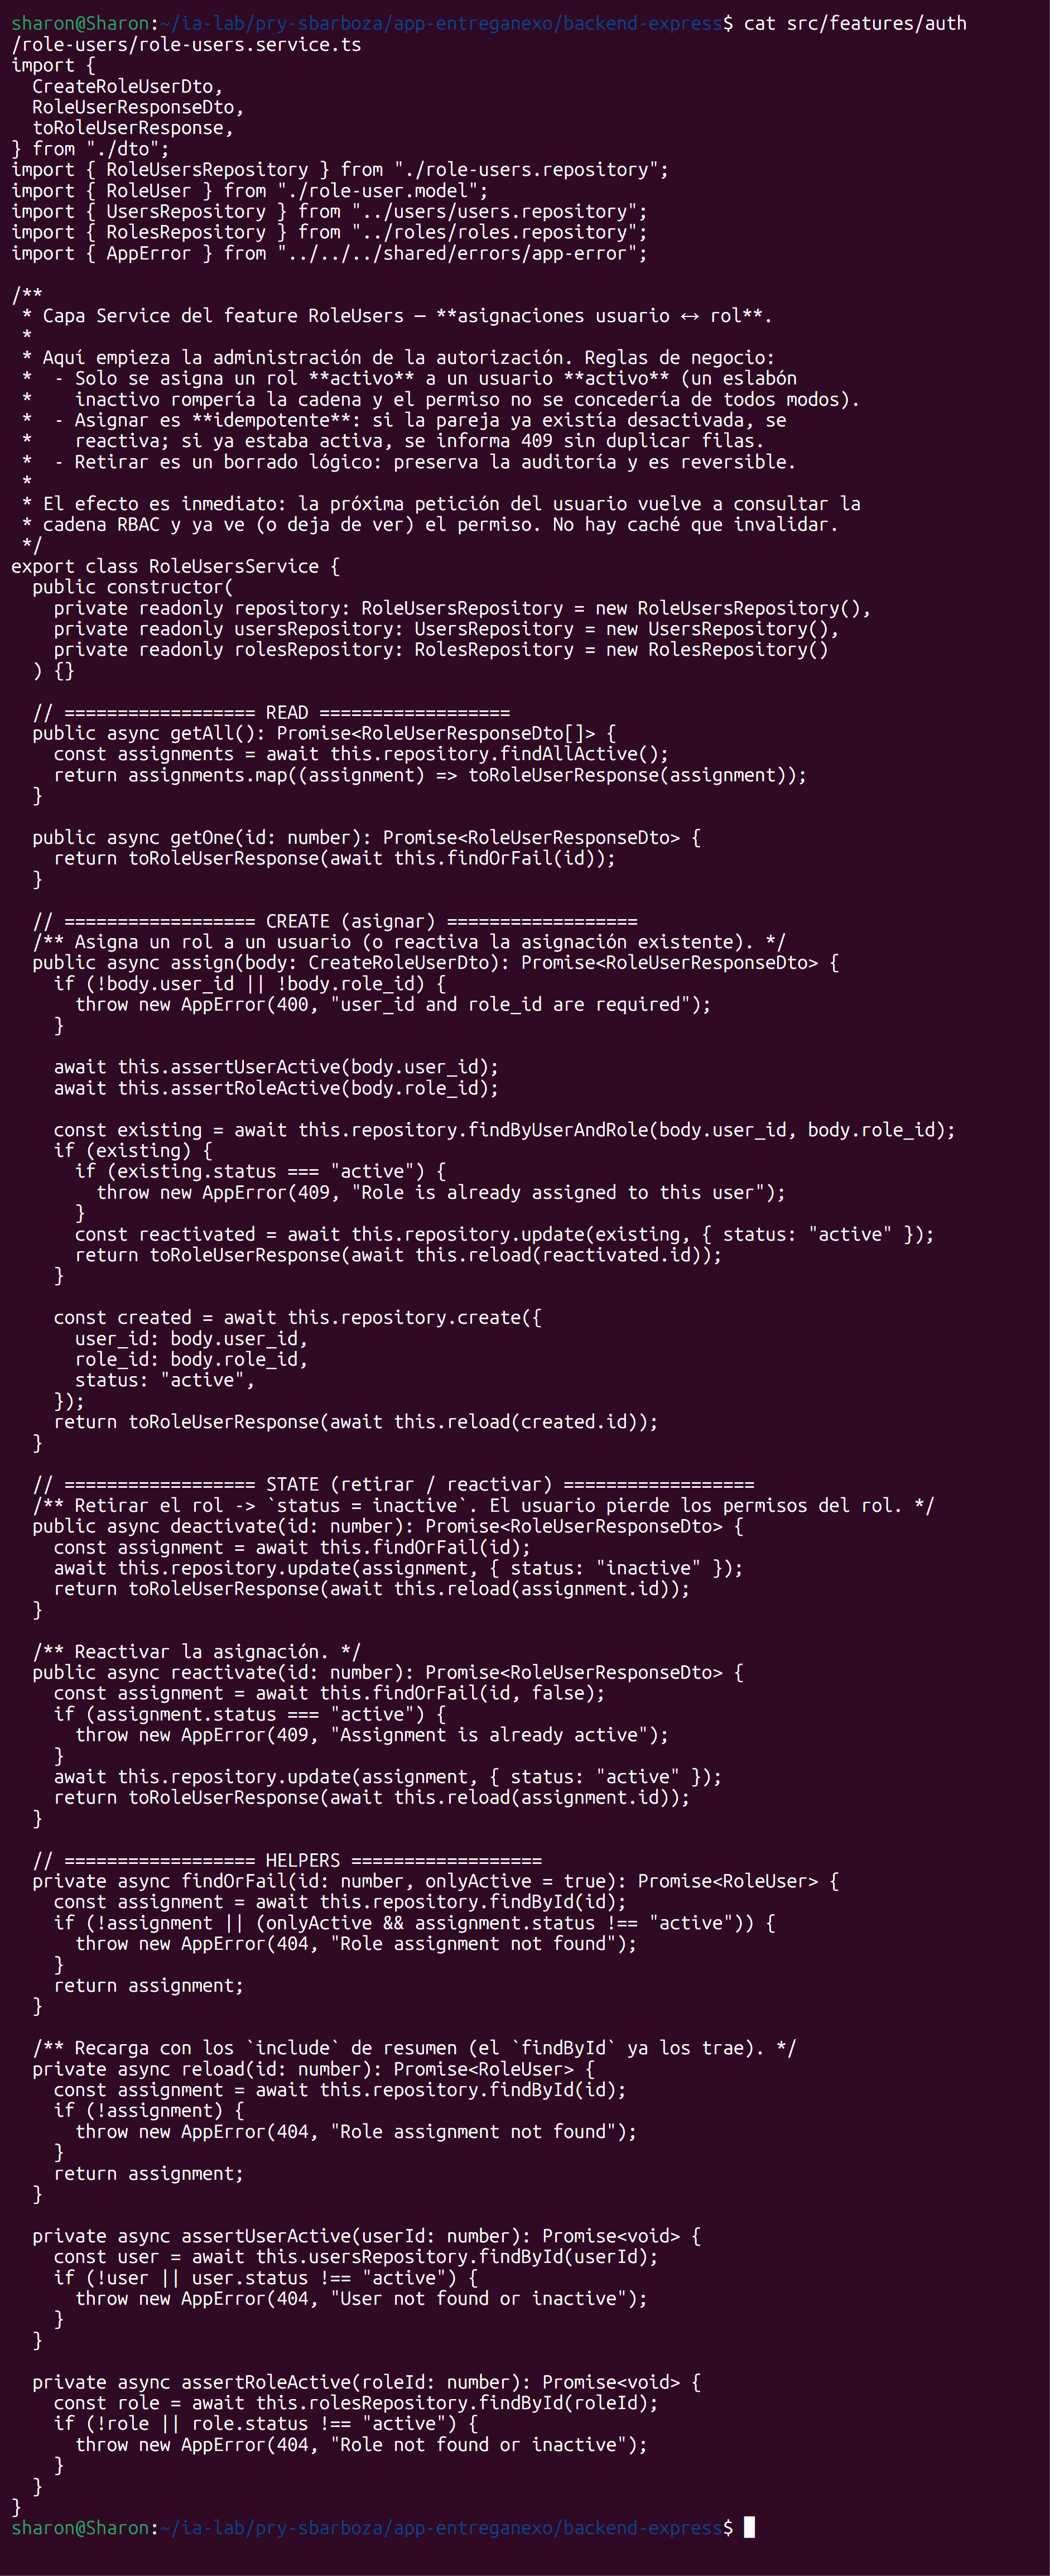 sharon@Sharon:~/ia-lab/pry-sbarboza/app-entreganexo/backend-express$ cat src/features/auth
/role-users/role-users.service.ts
import {
  CreateRoleUserDto,
  RoleUserResponseDto,
  toRoleUserResponse,
} from "./dto";
import { RoleUsersRepository } from "./role-users.repository";
import { RoleUser } from "./role-user.model";
import { UsersRepository } from "../users/users.repository";
import { RolesRepository } from "../roles/roles.repository";
import { AppError } from "../../../shared/errors/app-error";

/**
 * Capa Service del feature RoleUsers — **asignaciones usuario ↔ rol**.
 *
 * Aquí empieza la administración de la autorización. Reglas de negocio:
 *  - Solo se asigna un rol **activo** a un usuario **activo** (un eslabón
 *    inactivo rompería la cadena y el permiso no se concedería de todos modos).
 *  - Asignar es **idempotente**: si la pareja ya existía desactivada, se
 *    reactiva; si ya estaba activa, se informa 409 sin duplicar filas.
 *  - Retirar es un borrado lógico: preserva la auditoría y es reversible.
 *
 * El efecto es inmediato: la próxima petición del usuario vuelve a consultar la
 * cadena RBAC y ya ve (o deja de ver) el permiso. No hay caché que invalidar.
 */
export class RoleUsersService {
  public constructor(
    private readonly repository: RoleUsersRepository = new RoleUsersRepository(),
    private readonly usersRepository: UsersRepository = new UsersRepository(),
    private readonly rolesRepository: RolesRepository = new RolesRepository()
  ) {}

  // ================== READ ==================
  public async getAll(): Promise<RoleUserResponseDto[]> {
    const assignments = await this.repository.findAllActive();
    return assignments.map((assignment) => toRoleUserResponse(assignment));
  }

  public async getOne(id: number): Promise<RoleUserResponseDto> {
    return toRoleUserResponse(await this.findOrFail(id));
  }

  // ================== CREATE (asignar) ==================
  /** Asigna un rol a un usuario (o reactiva la asignación existente). */
  public async assign(body: CreateRoleUserDto): Promise<RoleUserResponseDto> {
    if (!body.user_id || !body.role_id) {
      throw new AppError(400, "user_id and role_id are required");
    }

    await this.assertUserActive(body.user_id);
    await this.assertRoleActive(body.role_id);

    const existing = await this.repository.findByUserAndRole(body.user_id, body.role_id);
    if (existing) {
      if (existing.status === "active") {
        throw new AppError(409, "Role is already assigned to this user");
      }
      const reactivated = await this.repository.update(existing, { status: "active" });
      return toRoleUserResponse(await this.reload(reactivated.id));
    }

    const created = await this.repository.create({
      user_id: body.user_id,
      role_id: body.role_id,
      status: "active",
    });
    return toRoleUserResponse(await this.reload(created.id));
  }

  // ================== STATE (retirar / reactivar) ==================
  /** Retirar el rol -> `status = inactive`. El usuario pierde los permisos del rol. */
  public async deactivate(id: number): Promise<RoleUserResponseDto> {
    const assignment = await this.findOrFail(id);
    await this.repository.update(assignment, { status: "inactive" });
    return toRoleUserResponse(await this.reload(assignment.id));
  }

  /** Reactivar la asignación. */
  public async reactivate(id: number): Promise<RoleUserResponseDto> {
    const assignment = await this.findOrFail(id, false);
    if (assignment.status === "active") {
      throw new AppError(409, "Assignment is already active");
    }
    await this.repository.update(assignment, { status: "active" });
    return toRoleUserResponse(await this.reload(assignment.id));
  }

  // ================== HELPERS ==================
  private async findOrFail(id: number, onlyActive = true): Promise<RoleUser> {
    const assignment = await this.repository.findById(id);
    if (!assignment || (onlyActive && assignment.status !== "active")) {
      throw new AppError(404, "Role assignment not found");
    }
    return assignment;
  }

  /** Recarga con los `include` de resumen (el `findById` ya los trae). */
  private async reload(id: number): Promise<RoleUser> {
    const assignment = await this.repository.findById(id);
    if (!assignment) {
      throw new AppError(404, "Role assignment not found");
    }
    return assignment;
  }

  private async assertUserActive(userId: number): Promise<void> {
    const user = await this.usersRepository.findById(userId);
    if (!user || user.status !== "active") {
      throw new AppError(404, "User not found or inactive");
    }
  }

  private async assertRoleActive(roleId: number): Promise<void> {
    const role = await this.rolesRepository.findById(roleId);
    if (!role || role.status !== "active") {
      throw new AppError(404, "Role not found or inactive");
    }
  }
}
sharon@Sharon:~/ia-lab/pry-sbarboza/app-entreganexo/backend-express$